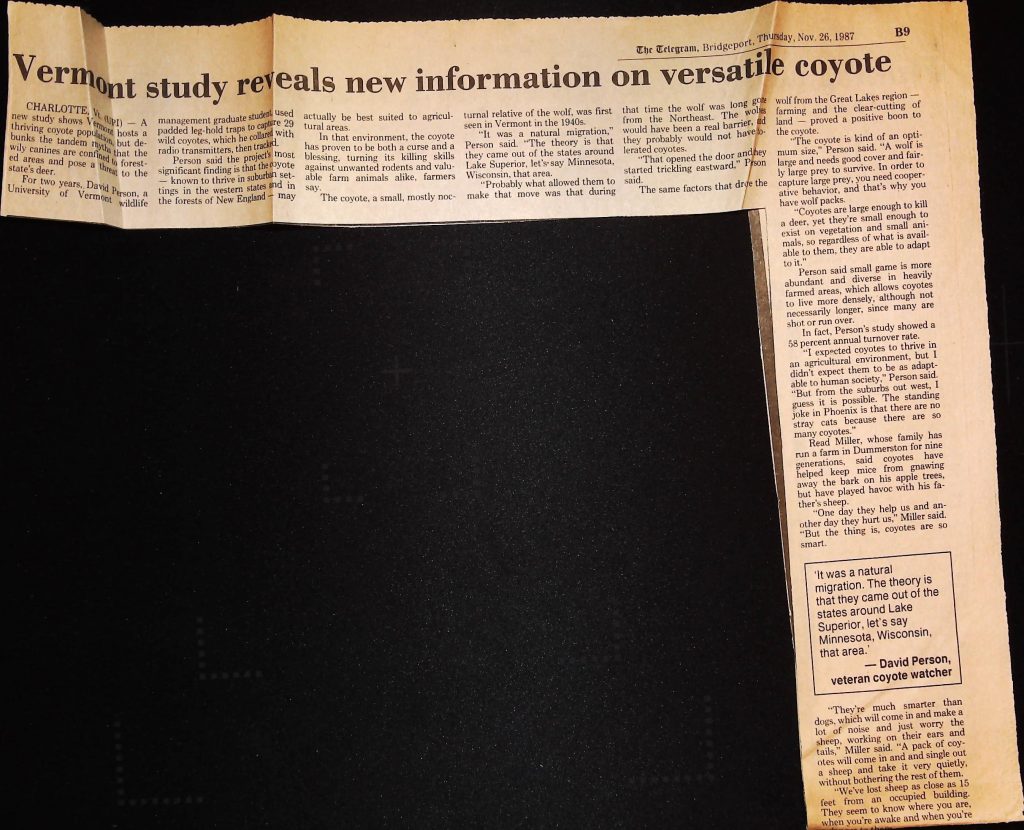 The Telegram, Bridgeport, Thursday, Nov. 26, 1987 B9
Vermont study reveals new information on versatile coyote
CHARLOTTE, Vt. (UPI) — A
new study shows Vermont hosts a
thriving coyote population, but de-
bunks the tandem myths that the
wily canines are confined to forest-
ed areas and pose a threat to the
state's deer.
For two years, David Person, a
University of Vermont wildlife
management graduate student, used
padded leg-hold traps to capture 29
wild coyotes, which he collared with
radio transmitters, then tracked.
Person said the project's most
significant finding is that the coyote
— known to thrive in suburban set-
tings in the western states and in
the forests of New England — may
actually be best suited to agricul-
tural areas.
In that environment, the coyote
has proven to be both a curse and a
blessing, turning its killing skills
against unwanted rodents and valu-
able farm animals alike, farmers
say.
The coyote, a small, mostly noc-
turnal relative of the wolf, was first
seen in Vermont in the 1940s.
"It was a natural migration,"
Person said. "The theory is that
they came out of the states around
Lake Superior, let's say Minnesota,
Wisconsin, that area.
"Probably what allowed them to
make that move was that during
that time the wolf was long gone
from the Northeast. The wolves
would have been a real barrier,
they probably would not have
lerated coyotes.
"That opened the door and they
started trickling eastward," Person
said.
The same factors that drove the
wolf from the Great Lakes region —
farming and the clear-cutting of
land — proved a positive boon to
the coyote.
"The coyote is kind of an opti-
mum size," Person said. "A wolf is
large and needs good cover and fair-
ly large prey to survive. In order to
capture large prey, you need cooper-
ative behavior, and that's why you
have wolf packs.
"Coyotes are large enough to kill
a deer, yet they're small enough to
exist on vegetation and small ani-
mals, so regardless of what is avail-
able to them, they are able to adapt
to it."
Person said small game is more
abundant and diverse in heavily
farmed areas, which allows coyotes
to live more densely, although not
necessarily longer, since many are
shot or run over.
In fact, Person's study showed a
58 percent annual turnover rate.
"I expected coyotes to thrive in
an agricultural environment, but I
didn't expect them to be as adapt-
able to human society," Person said.
"But from the suburbs out west, I
guess it is possible. The standing
joke in Phoenix is that there are no
stray cats because there are so
many coyotes."
Read Miller, whose family has
run a farm in Dummerston for nine
generations, said coyotes have
helped keep mice from gnawing
away the bark on his apple trees,
but have played havoc with his fa-
ther's sheep.
"One day they help us and an-
other day they hurt us," Miller said.
"But the thing is, coyotes are so
smart.
'It was a natural
migration. The theory is
that they came out of the
states around Lake
Superior, let's say
Minnesota, Wisconsin,
that area.'
— David Person,
veteran coyote watcher
"They're much smarter than
dogs, which will come in and make a
lot of noise and just worry the
sheep, working on their ears and
tails," Miller said. "A pack of coy-
otes will come in and and single out
a sheep and take it very quietly,
without bothering the rest of them.
"We've lost sheep as close as 15
feet from an occupied building.
They seem to know where you are,
when you're awake and when you're